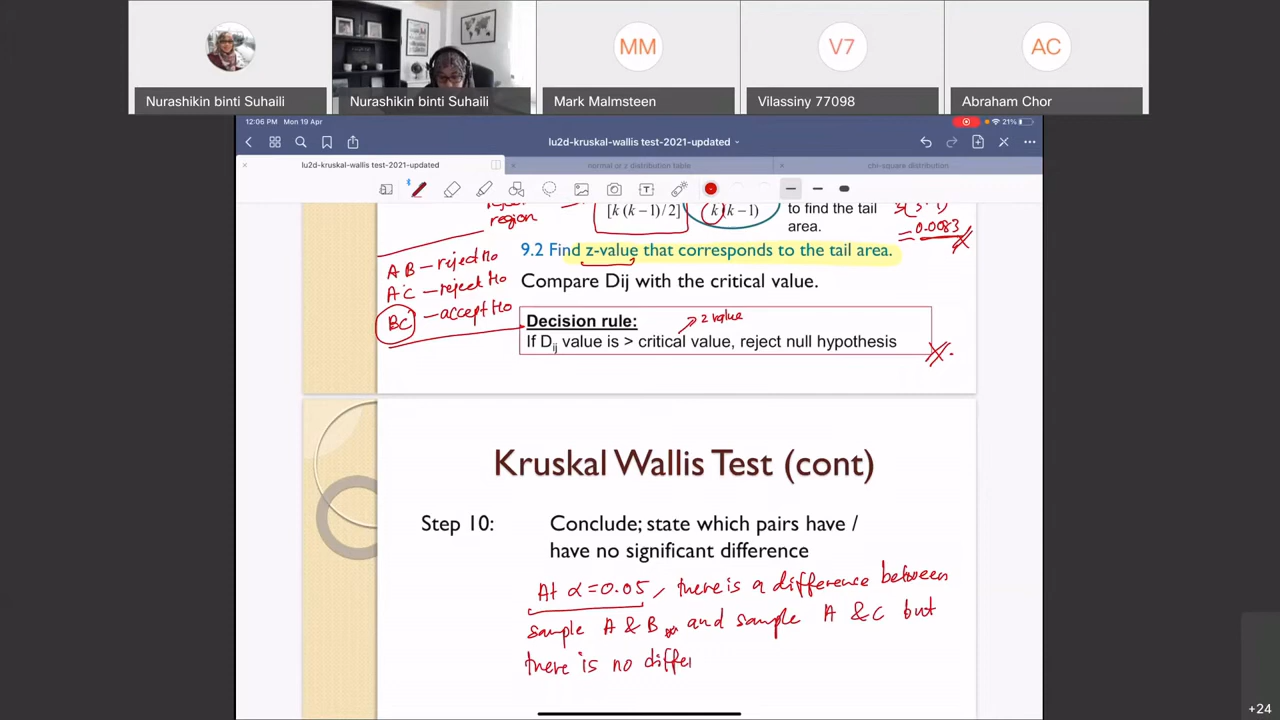 MM
V7
AC
Nurashikin binti Suhaili
Nurashikin binti Suhaili
Mark Malmsteen
Vilassiny 77098
Abraham Chor
12:06 PM Mon 19 Apr
21%
lu2d-kruskal-wallis test-2021-updated
lu2d-kruskal-wallis test-2021-updated
normal or z distribution table
chi-square distribution
region
[k (k−1)/2]
k(k−1)
to find the tail
area.
= 0.0083
9.2 Find z-value that corresponds to the tail area.
AB – reject Ho
AC – reject Ho
BC – accept Ho
Compare Dij with the critical value.
Decision rule:
z value
If Dij value is > critical value, reject null hypothesis
Kruskal Wallis Test (cont)
Step 10:
Conclude; state which pairs have /
have no significant difference
At α = 0.05, there is a difference between
sample A & B and sample A & C but
there is no differ
+24